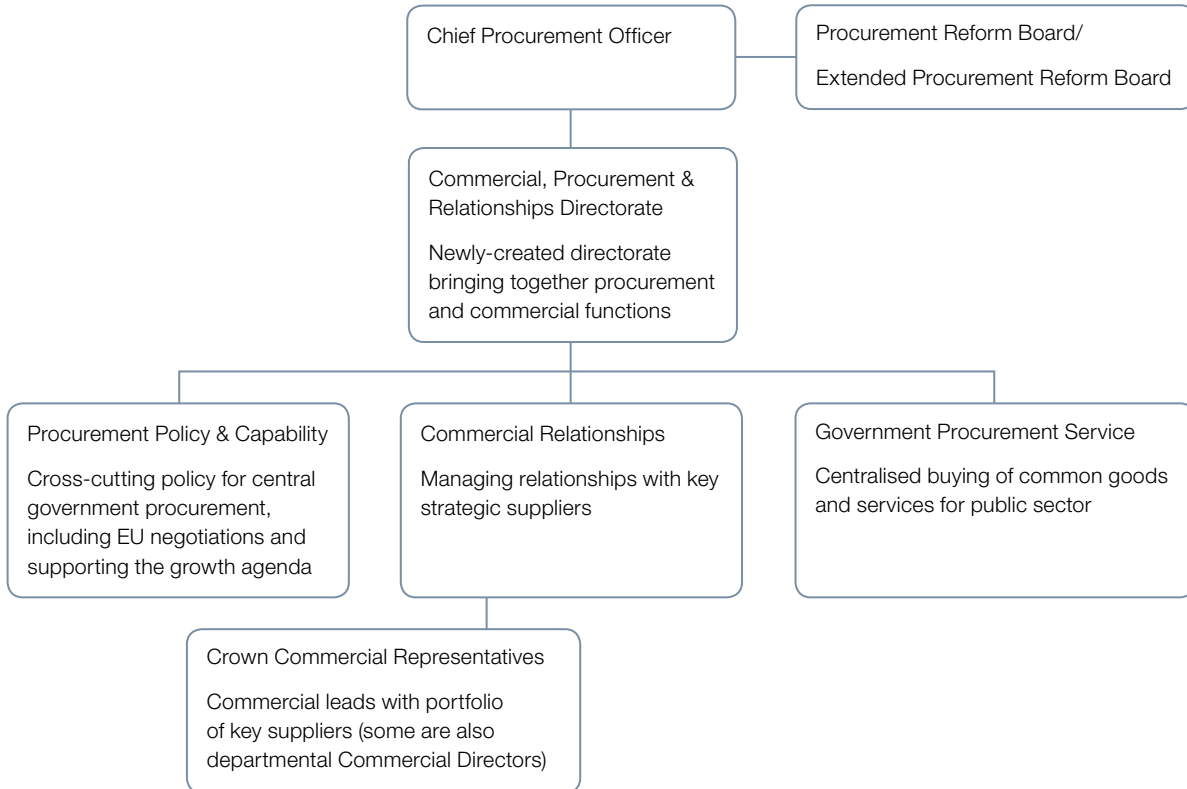 Chief Procurement Officer
Procurement Reform Board/
Extended Procurement Reform Board
Commercial, Procurement &
Relationships Directorate
Newly-created directorate
bringing together procurement
and commercial functions
Procurement Policy & Capability
Cross-cutting policy for central
government procurement,
including EU negotiations and
supporting the growth agenda
Commercial Relationships
Managing relationships with key
strategic suppliers
Government Procurement Service
Centralised buying of common goods
and services for public sector
Crown Commercial Representatives
Commercial leads with portfolio
of key suppliers (some are also
departmental Commercial Directors)